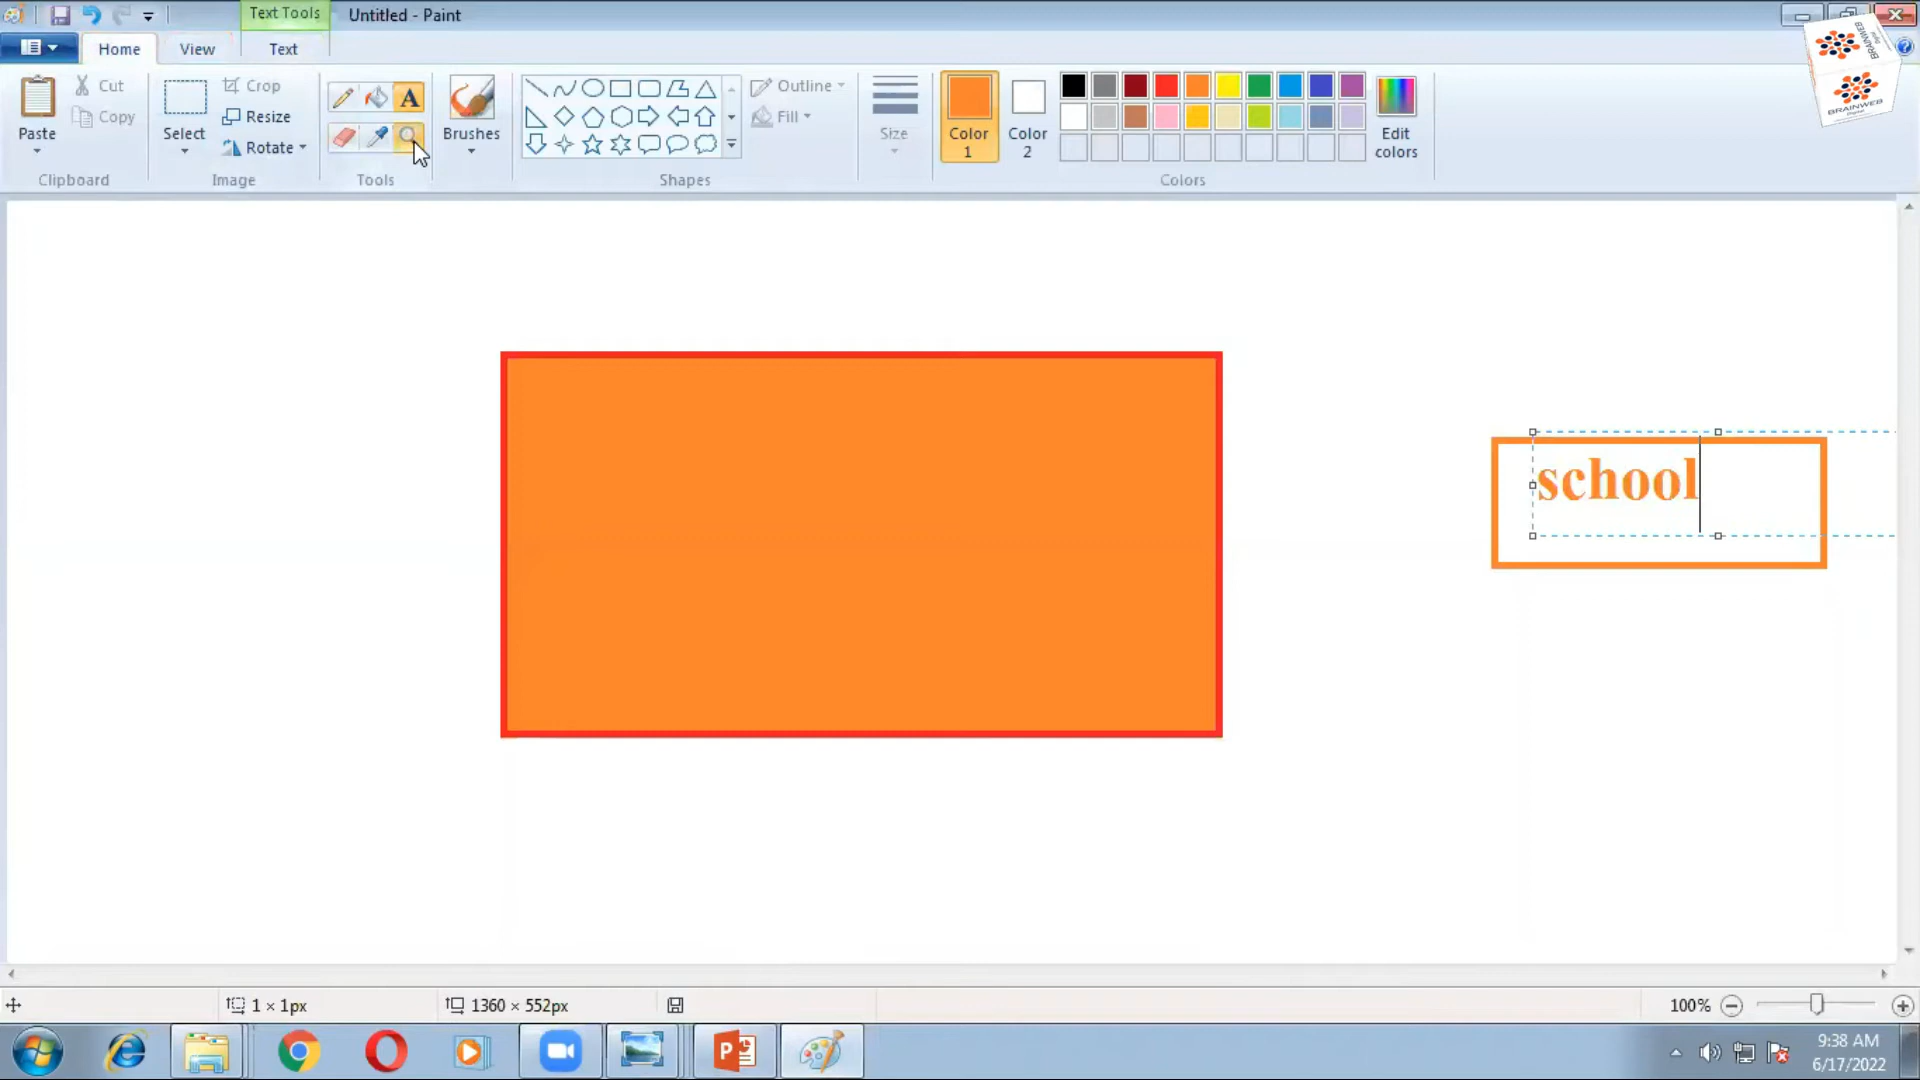 Text Tools
Untitled - Paint
Home
View
Text
Paste
Cut
Copy
Clipboard
Select
Crop
Resize
Rotate
Image
A
Tools
Brushes
Shapes
Outline
Fill
Size
Color
1
Color
2
Edit
colors
Colors
BRAINWEB
BRAINWEB
school
1 × 1px
1360 × 552px
100%
9:38 AM
6/17/2022